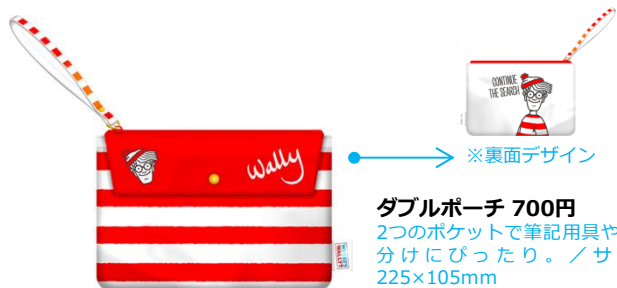 Wally
CONTINUE
THE SEARCH
※裏面デザイン
ダブルポーチ 700円
2つのポケットで筆記用具や
分けにぴったり。／サ
225×105mm